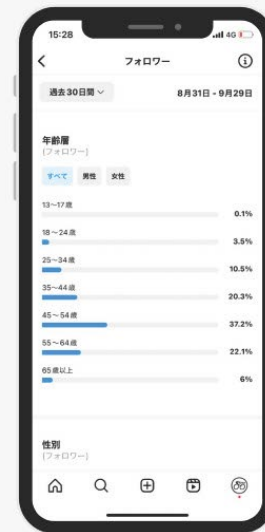 15:28
4G
フォロワー
過去30日間
8月31日 - 9月29日
年齢層
[フォロワー]
すべて 男性 女性
13〜17歳
0.1%
18〜24歳
3.5%
25〜34歳
10.5%
35〜44歳
20.3%
45〜54歳
37.2%
55〜64歳
22.1%
65歳以上
6%
性別
[フォロワー]